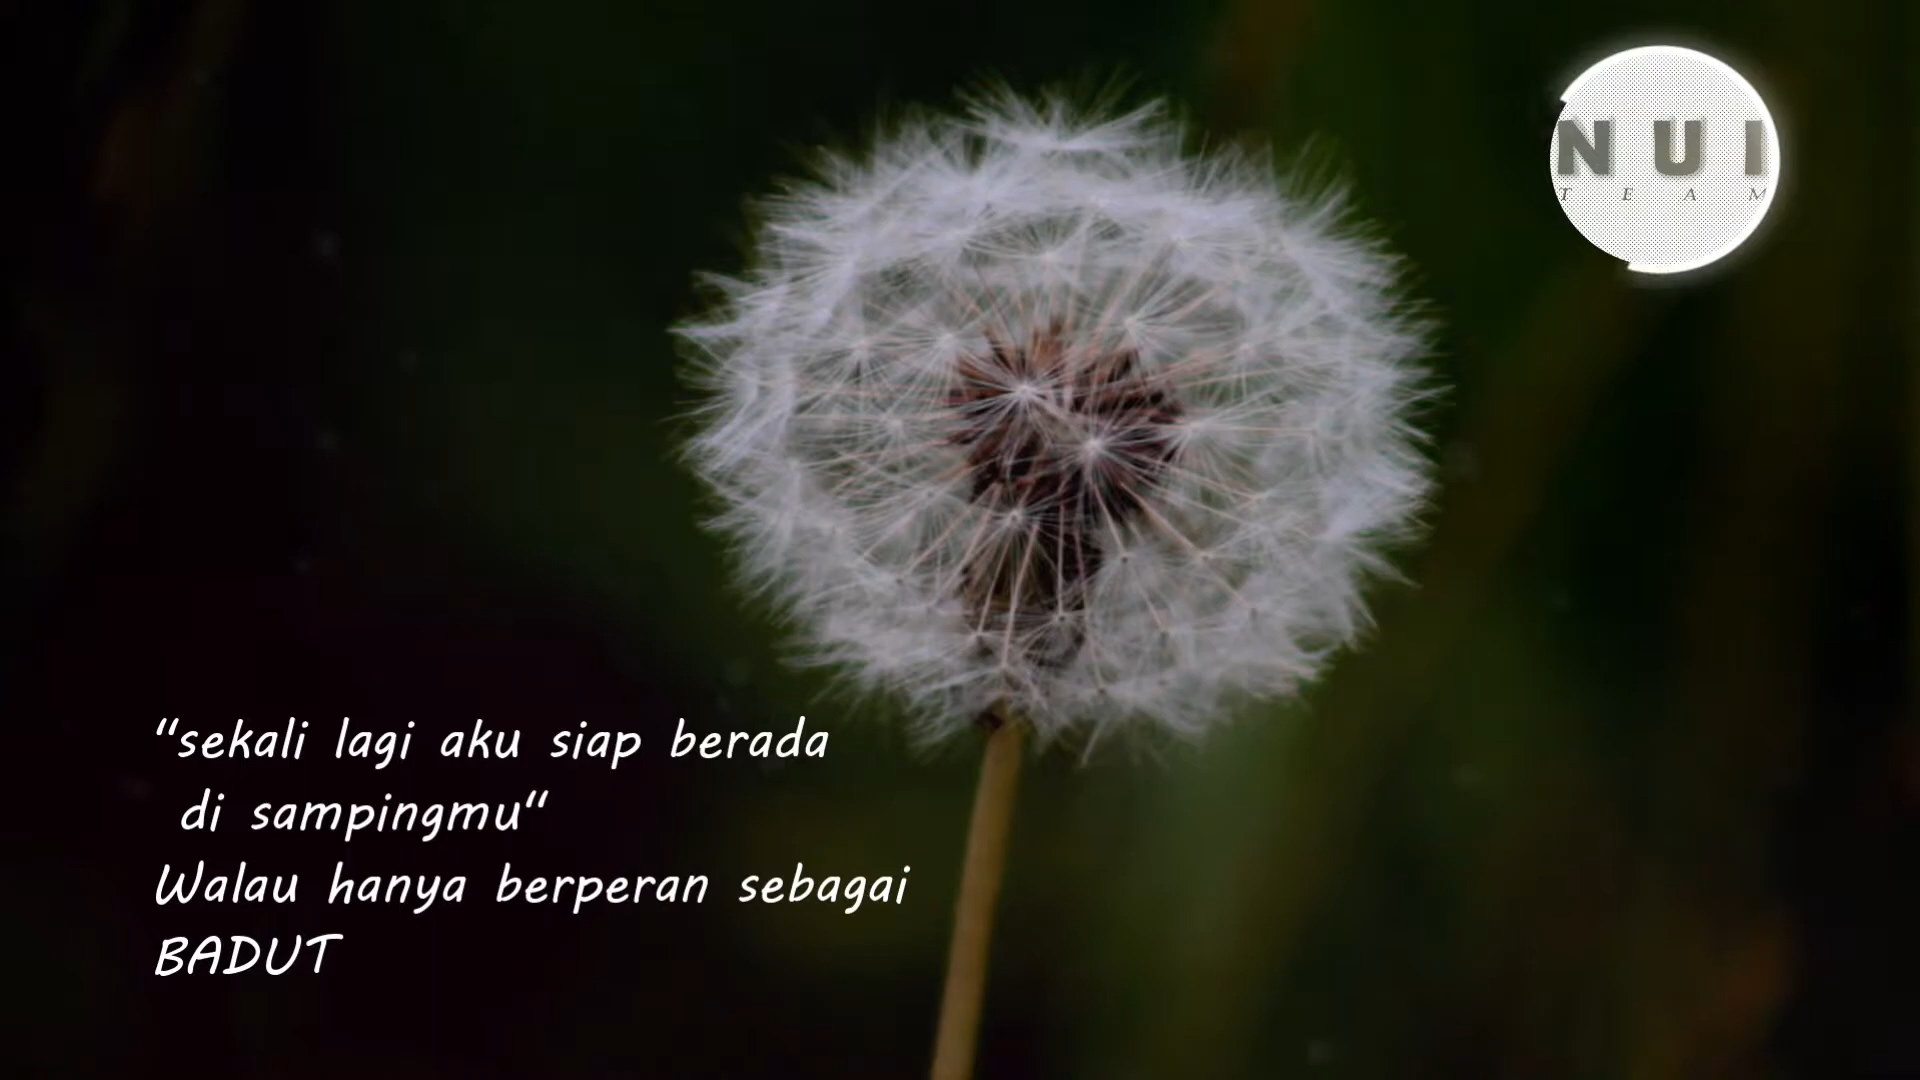 NUI
TEAM
“sekali lagi aku siap berada
di sampingmu“
Walau hanya berperan sebagai
BADUT